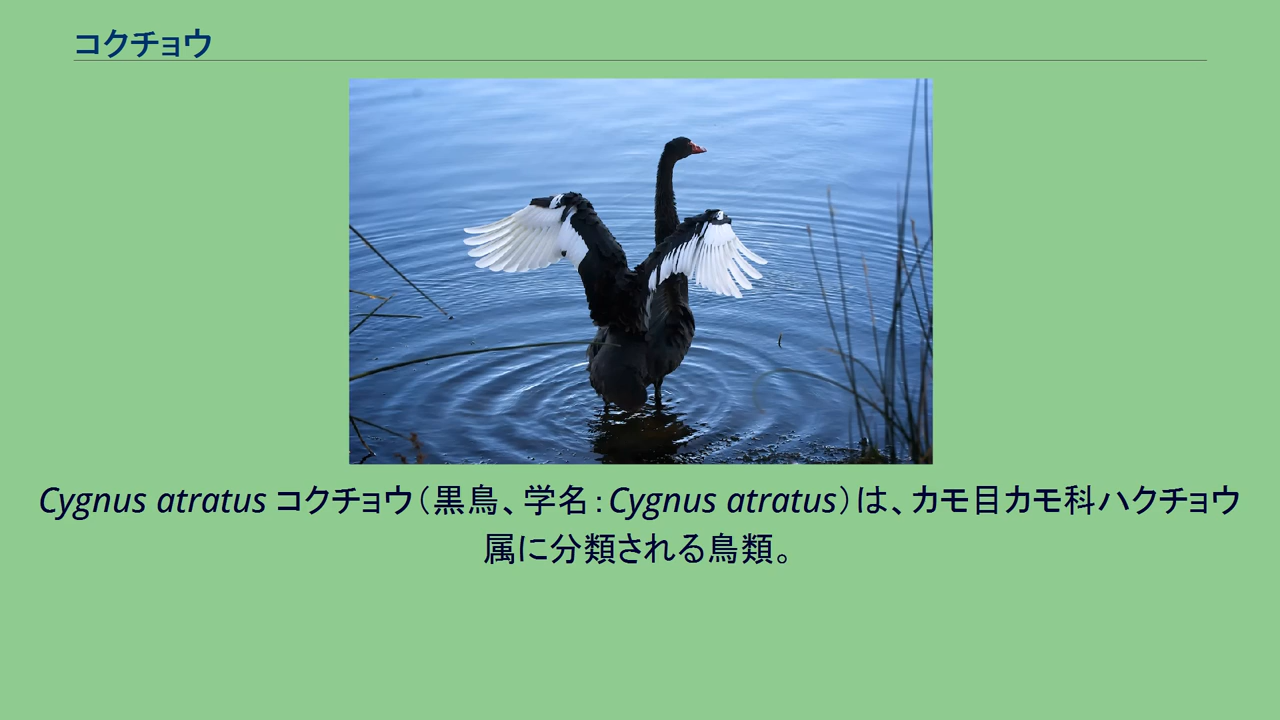 コクチョウ
Cygnus atratus コクチョウ（黒鳥、学名：Cygnus atratus）は、カモ目カモ科ハクチョウ
属に分類される鳥類。